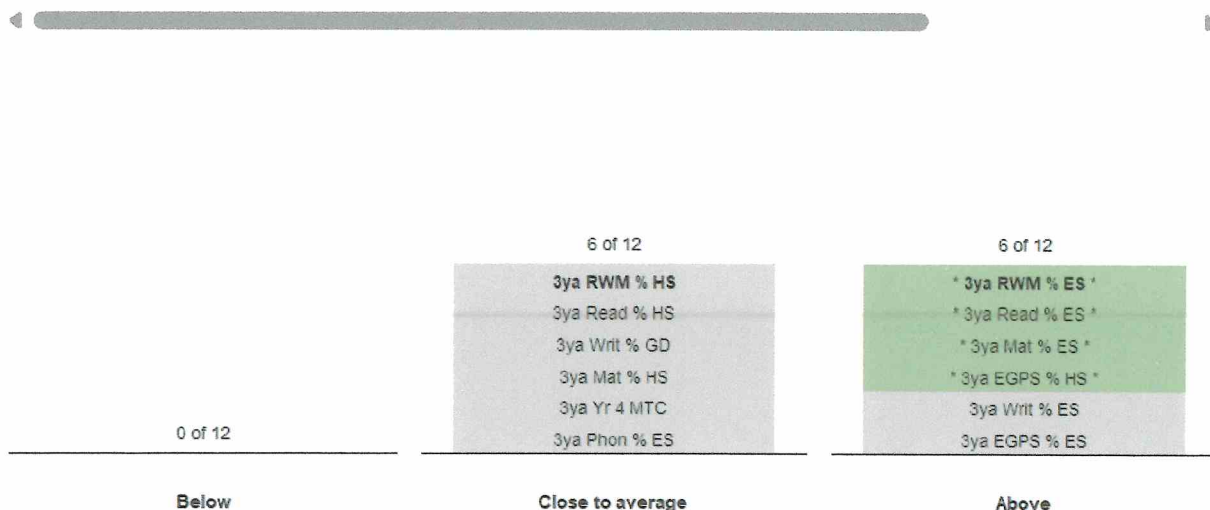 6 of 12
3ya RWM % HS
3ya Read % HS
3ya Writ % GD
3ya Mat % HS
3ya Yr 4 MTC
3ya Phon % ES
6 of 12
* 3ya RWM % ES *
* 3ya Read % ES *
* 3ya Mat % ES *
* 3ya EGPS % HS *
3ya Writ % ES
3ya EGPS % ES
0 of 12
Below
Close to average
Above